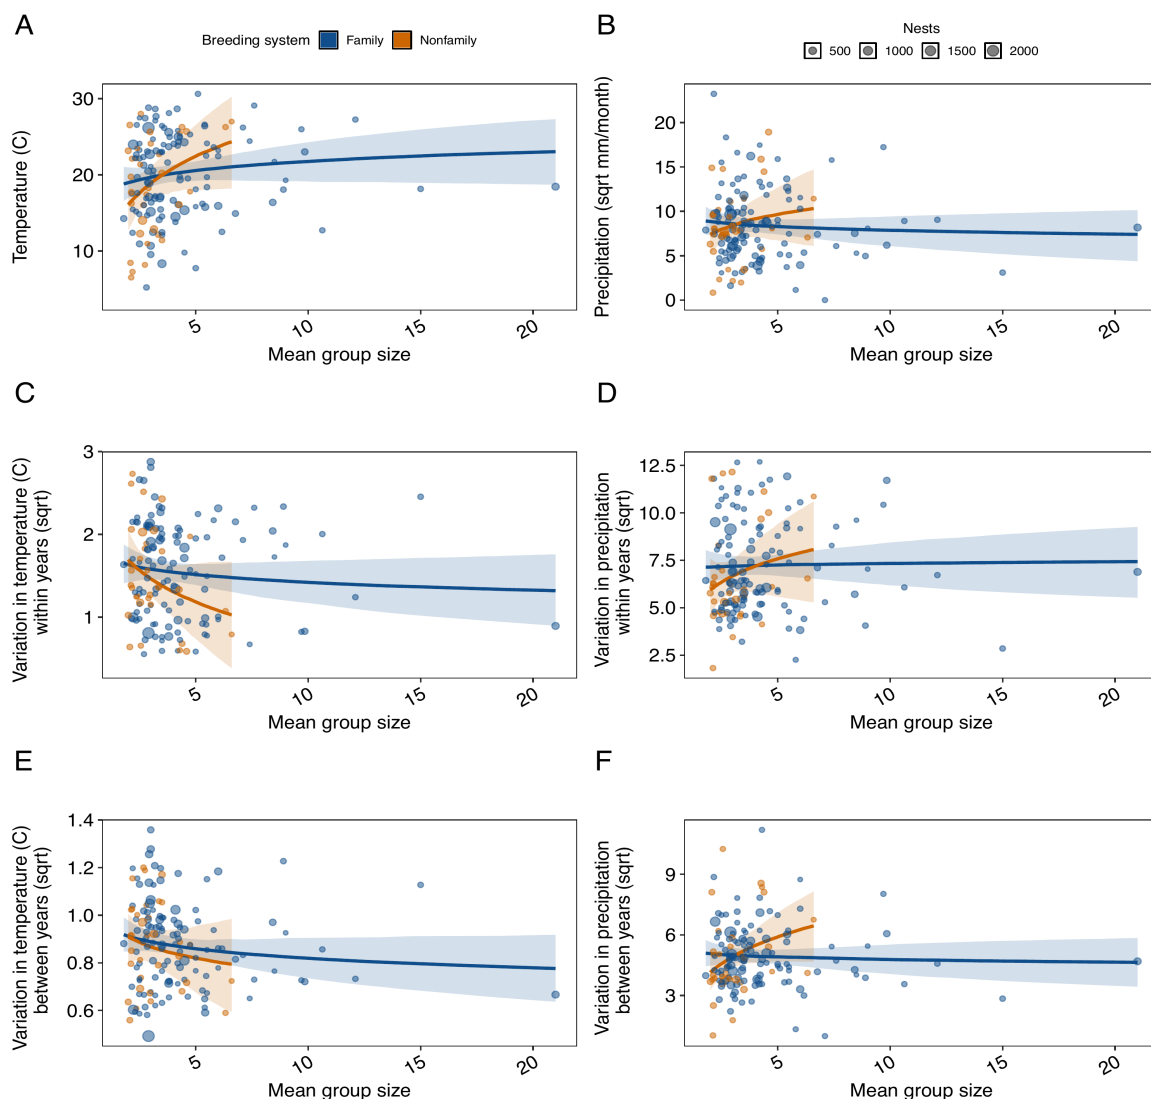 A
Breeding system Family Nonfamily
Temperature (C)
30
20
10
5 10 15 20
Mean group size
B
Nests
500 1000 1500 2000
Precipitation (sqrt mm/month)
20
15
10
5
0
5 10 15 20
Mean group size
C
Variation in temperature (C)
within years (sqrt)
3
2
1
5 10 15 20
Mean group size
D
Variation in precipitation
within years (sqrt)
12.5
10.0
7.5
5.0
2.5
5 10 15 20
Mean group size
E
Variation in temperature (C)
between years (sqrt)
1.4
1.2
1.0
0.8
0.6
5 10 15 20
Mean group size
F
Variation in precipitation
between years (sqrt)
9
6
3
5 10 15 20
Mean group size